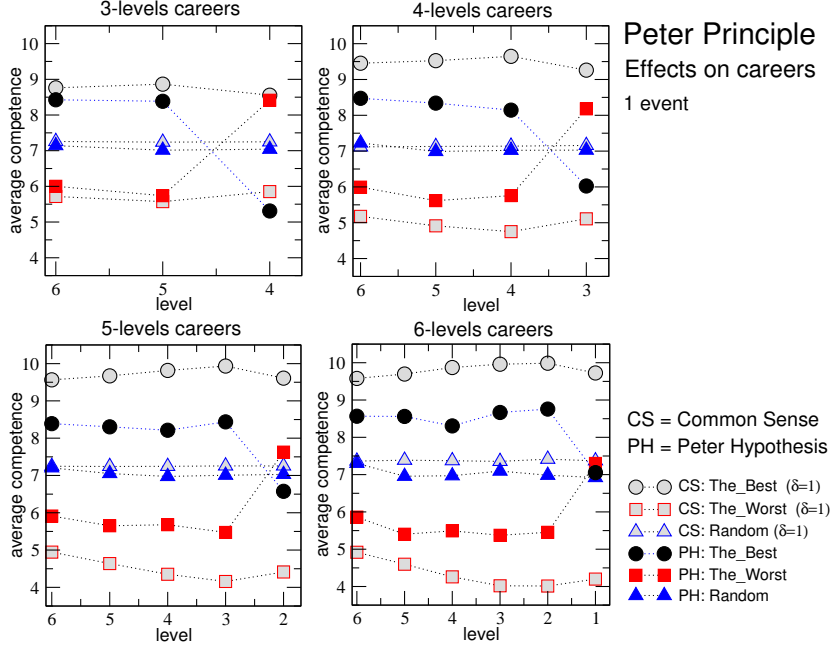 3-levels careers
10
9
8
7
6
5
4
average competence
6
5
4
level
4-levels careers
10
9
8
7
6
5
4
average competence
6
5
4
3
level
Peter Principle
Effects on careers
1 event
5-levels careers
10
9
8
7
6
5
4
average competence
6
5
4
3
2
level
6-levels careers
10
9
8
7
6
5
4
average competence
6
5
4
3
2
1
level
CS = Common Sense
PH = Peter Hypothesis
CS: The_Best (δ=1)
CS: The_Worst (δ=1)
CS: Random (δ=1)
PH: The_Best
PH: The_Worst
PH: Random